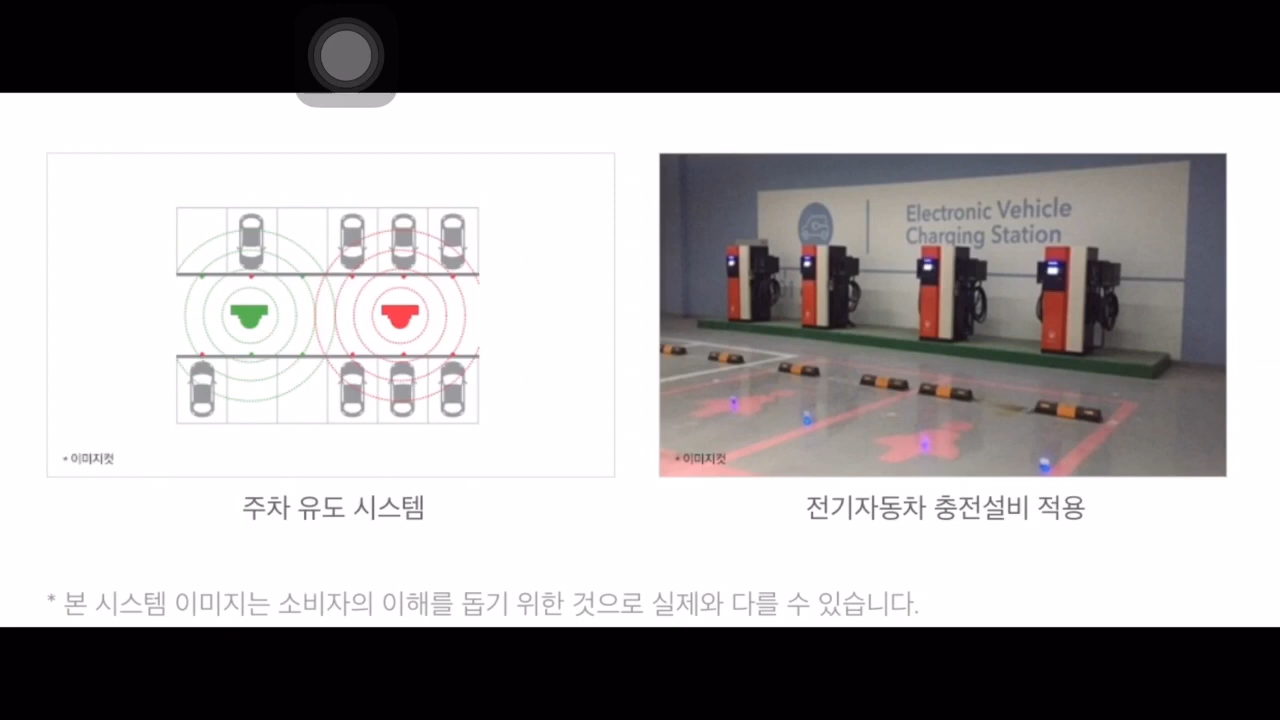 Electronic Vehicle
Charging Station
* 이미지컷
* 이미지컷
주차 유도 시스템
전기자동차 충전설비 적용
* 본 시스템 이미지는 소비자의 이해를 돕기 위한 것으로 실제와 다를 수 있습니다.